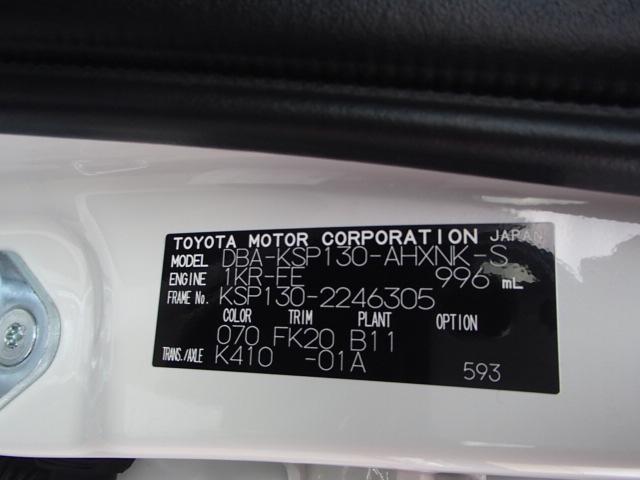 TOYOTA MOTOR CORPORATION JAPAN
MODEL DBA-KSP130-AHXNK-S
ENGINE 1KR-FE 996 mL
FRAME No. KSP130-2246305
COLOR TRIM PLANT OPTION
070 FK20 B11
TRANS./AXLE K410 -01A
593